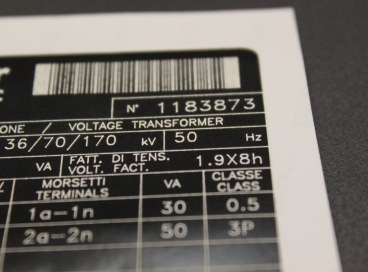 N° 1183873
ONE / VOLTAGE TRANSFORMER
36/70/170 kV 50 Hz
VA FATT. DI TENS. 1.9X8h
VOLT. FACT.
MORSETTI VA CLASSE
TERMINALS CLASS
1a-1n 30 0.5
2a-2n 50 3P